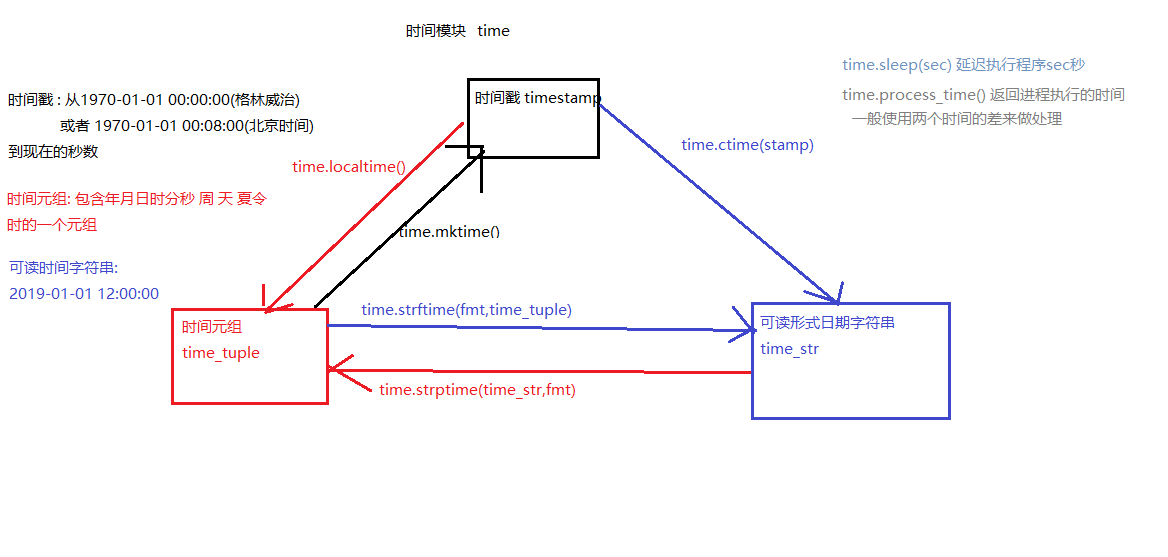 时间模块 time
time.sleep(sec) 延迟执行程序sec秒
time.process_time() 返回进程执行的时间
一般使用两个时间的差来做处理
时间戳 : 从1970-01-01 00:00:00(格林威治)
或者 1970-01-01 00:08:00(北京时间)
到现在的秒数
时间戳 timestamp
time.ctime(stamp)
time.localtime()
时间元组: 包含年月日时分秒 周 天 夏令
时的一个元组
time.mktime()
可读时间字符串:
2019-01-01 12:00:00
time.strftime(fmt,time_tuple)
时间元组
time_tuple
可读形式日期字符串
time_str
time.strptime(time_str,fmt)